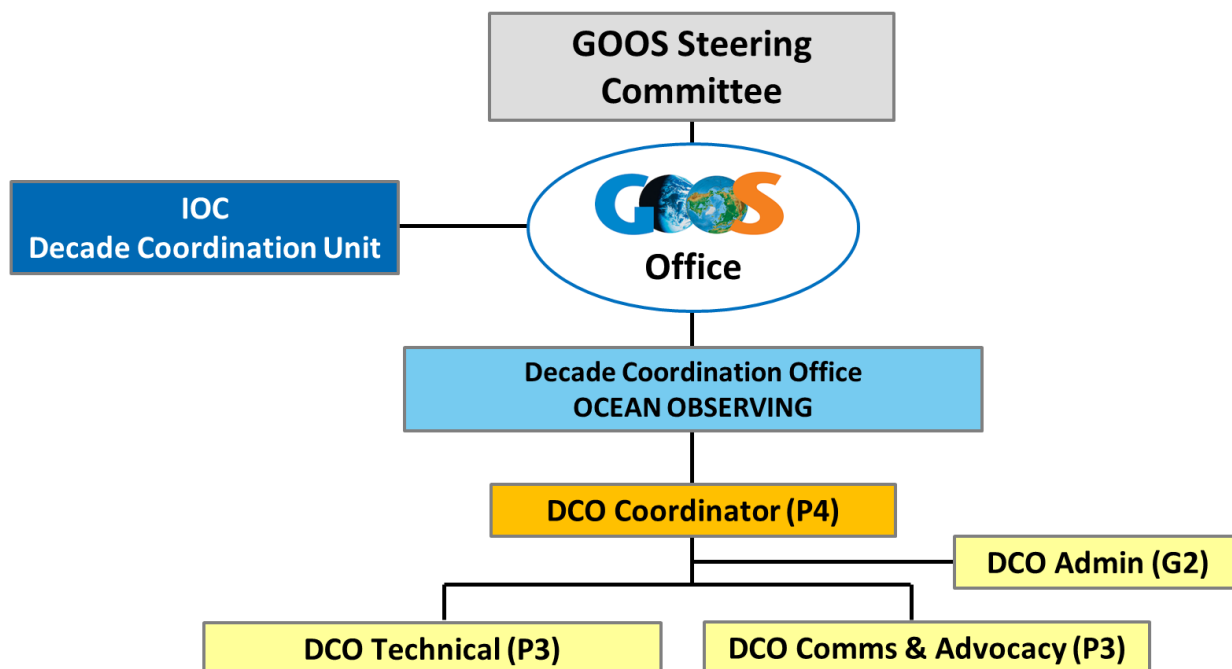 GOOS Steering
Committee
IOC
Decade Coordination Unit
GOOS
Office
Decade Coordination Office
OCEAN OBSERVING
DCO Coordinator (P4)
DCO Admin (G2)
DCO Technical (P3)
DCO Comms & Advocacy (P3)